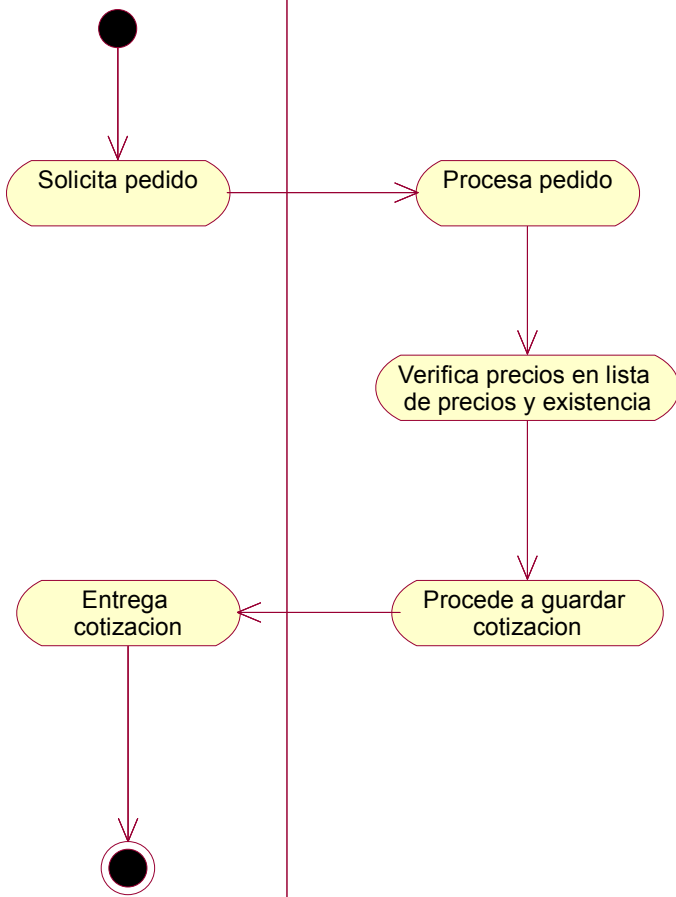 Solicita pedido
Procesa pedido
Verifica precios en lista
de precios y existencia
Procede a guardar
cotizacion
Entrega
cotizacion